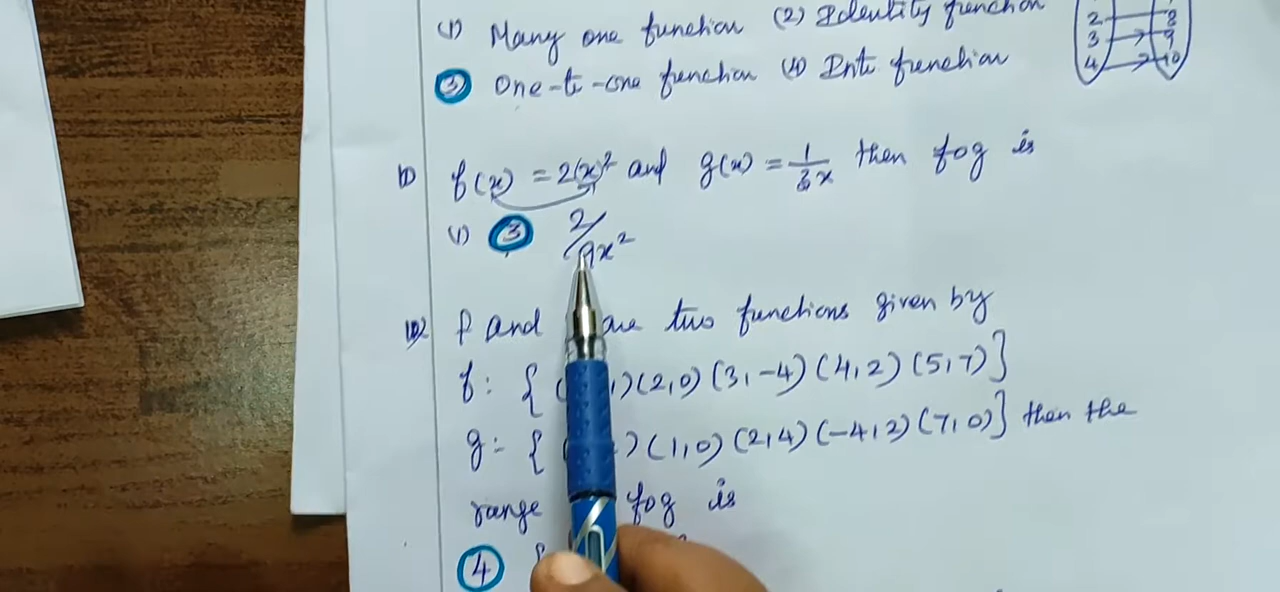 (1) Many one function (2) Identity function
2 8
3 9
4 10
(3) One-to-one function (4) Into function
f(x) = 2(x)² and g(x) = 1/3x then fog is
(1) (3) 2/9x²
f and are two functions given by
f: { (2,0) (3,-4) (4,2) (5,7)}
g: { (1,0) (2,4) (-4,2) (7,0)} then the
range fog is
(4) {